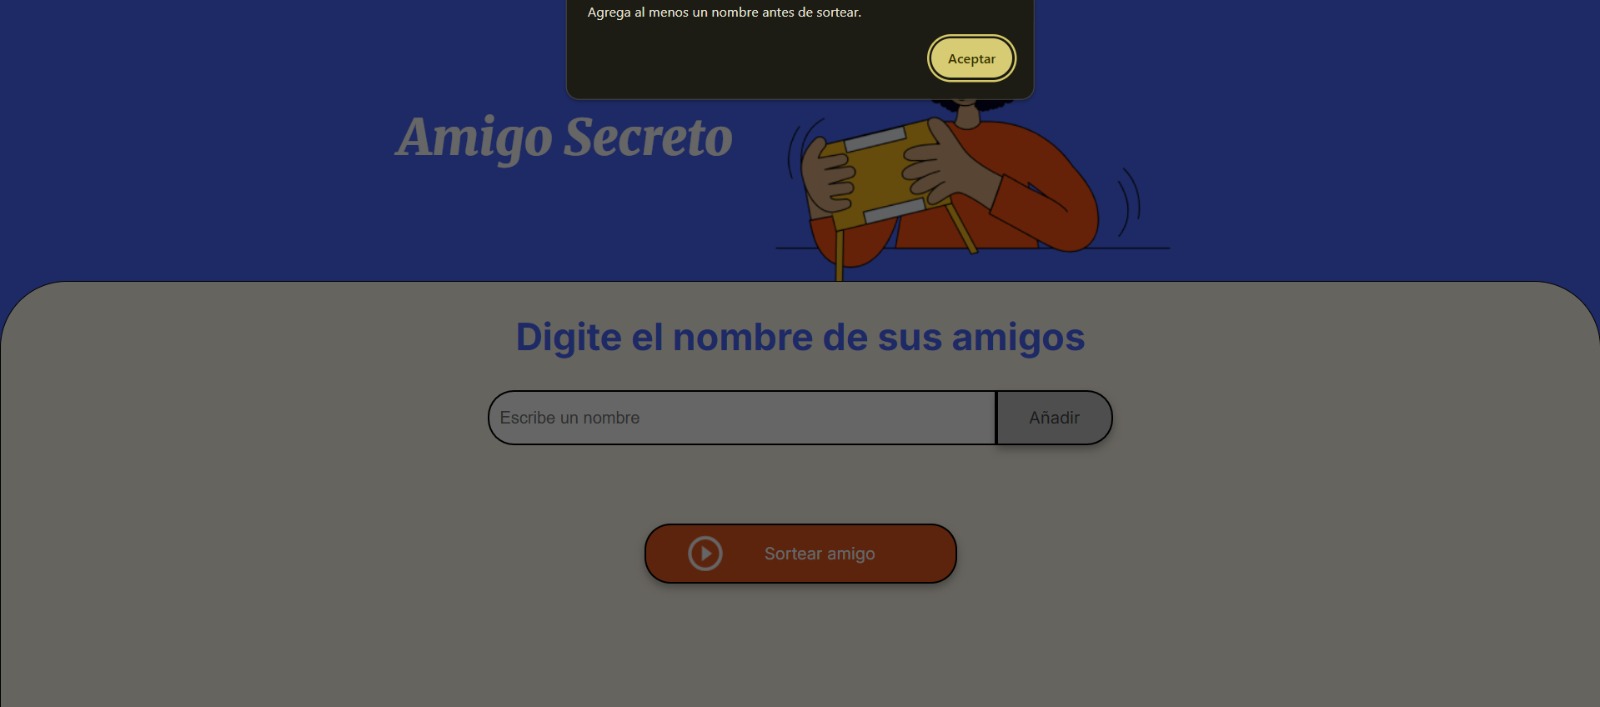 Agrega al menos un nombre antes de sortear.
Aceptar
Amigo Secreto
Digite el nombre de sus amigos
Escribe un nombre
Añadir
Sortear amigo